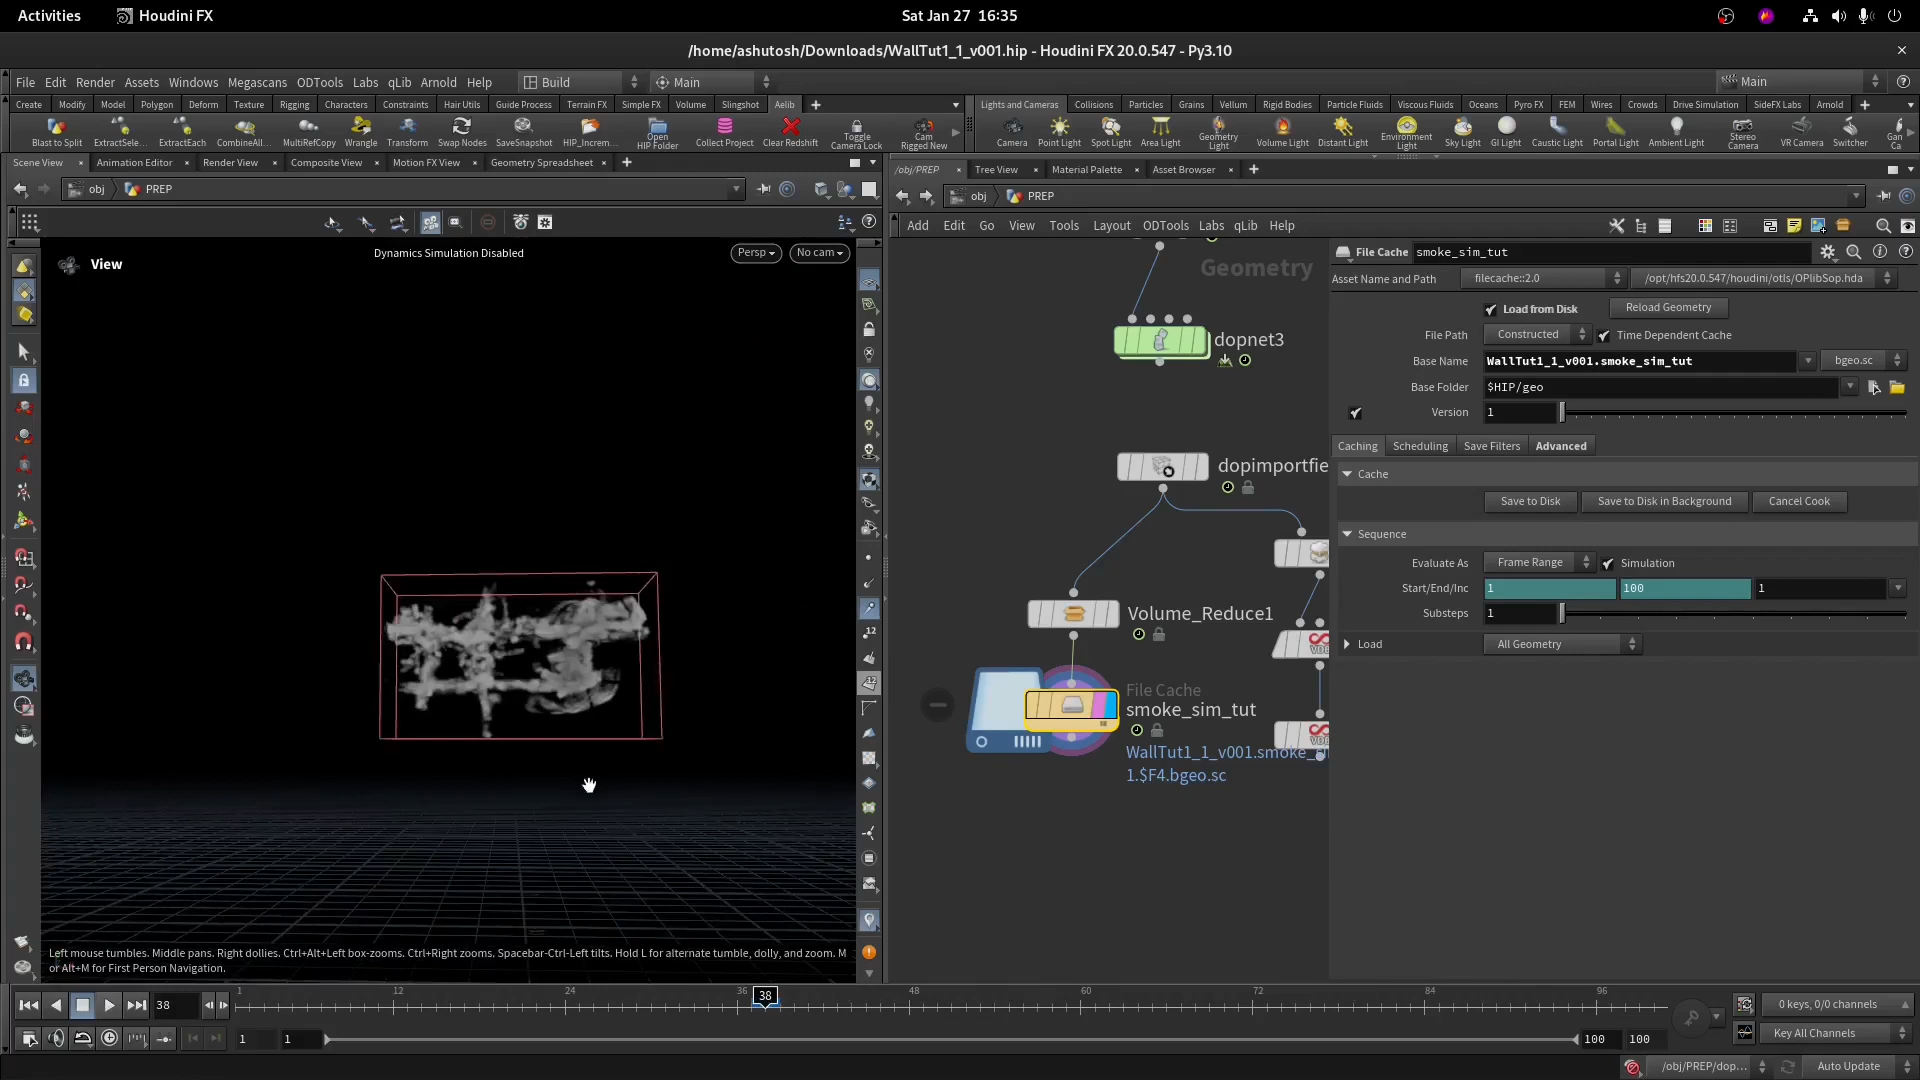 Activities
Houdini FX
Sat Jan 27 16:35
/home/ashutosh/Downloads/WallTut1_1_v001.hip - Houdini FX 20.0.547 - Py3.10
File Edit Render Assets Windows Megascans ODTools Labs qLib Arnold Help
Build
Main
Main
Create Modify Model Polygon Deform Texture Rigging Characters Constraints Hair Utils Guide Process Terrain FX Simple FX Volume Slingshot Aelib
Lights and Cameras Collisions Particles Grains Vellum Rigid Bodies Particle Fluids Viscous Fluids Oceans Pyro FX FEM Wires Crowds Drive Simulation SideFX Labs Arnold
Blast to Split ExtractSele... ExtractEach CombineAll... MultiRefCopy Wrangle Transform Swap Nodes SaveSnapshot HIP_Increm... Open HIP Folder Collect Project Clear Redshift Toggle Camera Lock Cam Rigged New
Camera Point Light Spot Light Area Light Geometry Light Volume Light Distant Light Environment Light Sky Light GI Light Caustic Light Portal Light Ambient Light Stereo Camera VR Camera Switcher Gan Ca
Scene View Animation Editor Render View Composite View Motion FX View Geometry Spreadsheet
/obj/PREP Tree View Material Palette Asset Browser
obj PREP
obj PREP
Add Edit Go View Tools Layout ODTools Labs qLib Help
View
Dynamics Simulation Disabled
Persp
No cam
Geometry
dopnet3
dopimportfie
Volume_Reduce1
File Cache
smoke_sim_tut
WallTut1_1_v001.smoke_
1.$F4.bgeo.sc
File Cache smoke_sim_tut
Asset Name and Path filecache::2.0 /opt/hfs20.0.547/houdini/otls/OPlibSop.hda
Load from Disk Reload Geometry
File Path Constructed Time Dependent Cache
Base Name WallTut1_1_v001.smoke_sim_tut bgeo.sc
Base Folder $HIP/geo
Version 1
Caching Scheduling Save Filters Advanced
Cache
Save to Disk Save to Disk in Background Cancel Cook
Sequence
Evaluate As Frame Range Simulation
Start/End/Inc 1 100 1
Substeps 1
Load All Geometry
12
12
Left mouse tumbles. Middle pans. Right dollies. Ctrl+Alt+Left box-zooms. Ctrl+Right zooms. Spacebar-Ctrl-Left tilts. Hold L for alternate tumble, dolly, and zoom. M
or Alt+M for First Person Navigation.
38
1 12 24 36 38 48 60 72 84 96
0 keys, 0/0 channels
1 1 100 100
Key All Channels
/obj/PREP/dop...
Auto Update